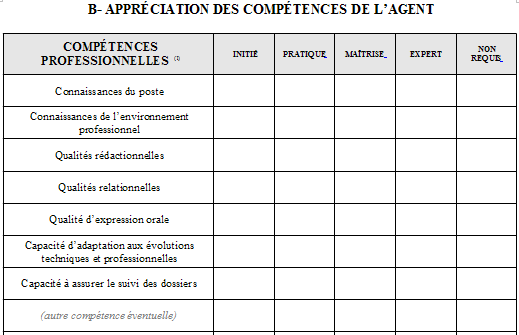 B- APPRÉCIATION DES COMPÉTENCES DE L'AGENT
COMPÉTENCES
PROFESSIONNELLES (1)
INITIÉ
PRATIQUE
MAÎTRISE
EXPERT
NON
REQUIS
Connaissances du poste
Connaissances de l'environnement
professionnel
Qualités rédactionnelles
Qualités relationnelles
Qualité d'expression orale
Capacité d'adaptation aux évolutions
techniques et professionnelles
Capacité à assurer le suivi des dossiers
(autre compétence éventuelle)